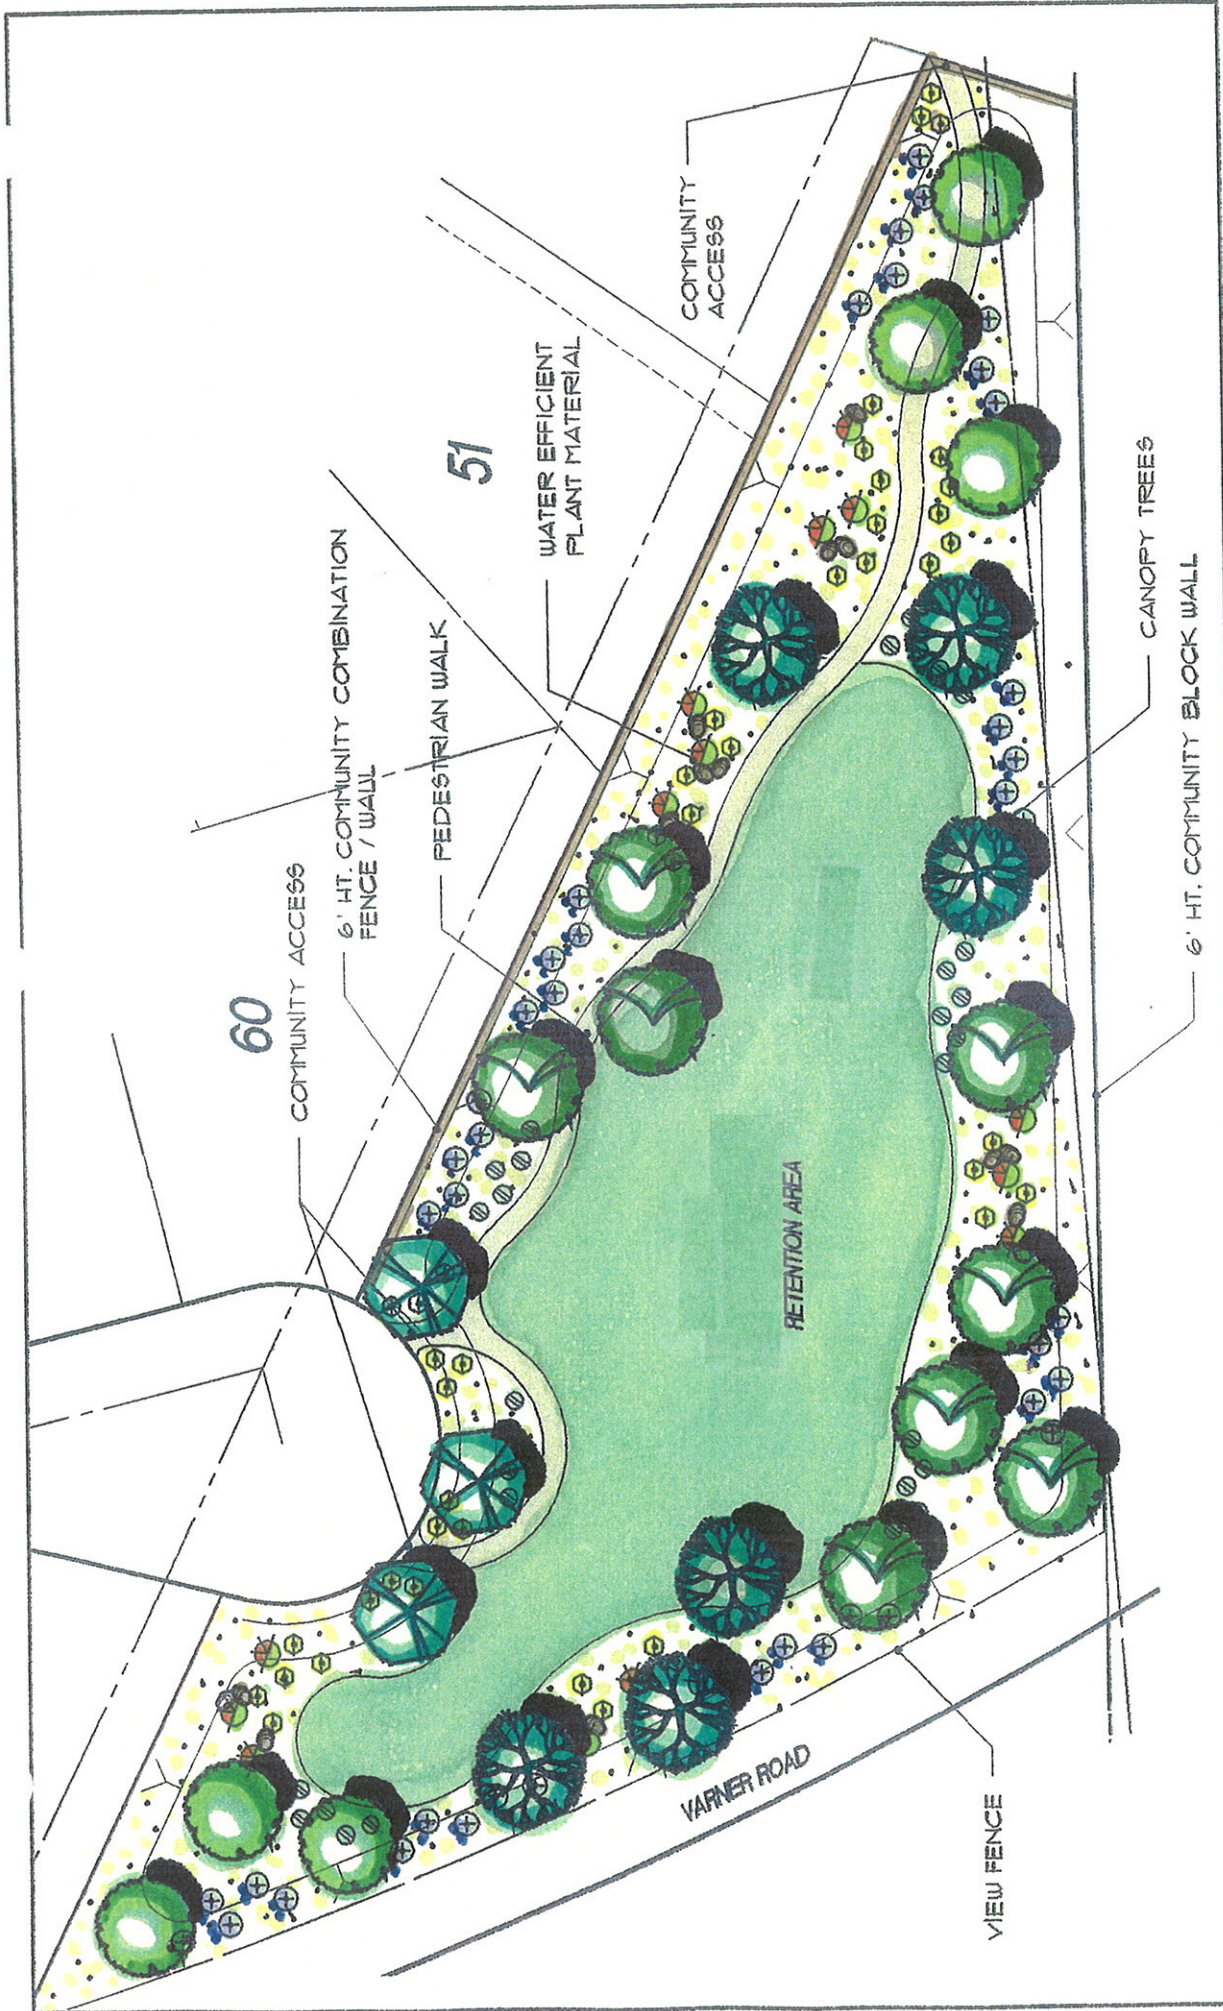 60
COMMUNITY ACCESS
6' HT. COMMUNITY COMBINATION
FENCE / WALL
PEDESTRIAN WALK
51
WATER EFFICIENT
PLANT MATERIAL
COMMUNITY
ACCESS
RETENTION AREA
VARNER ROAD
VIEW FENCE
6' HT. COMMUNITY BLOCK WALL
CANOPY TREES